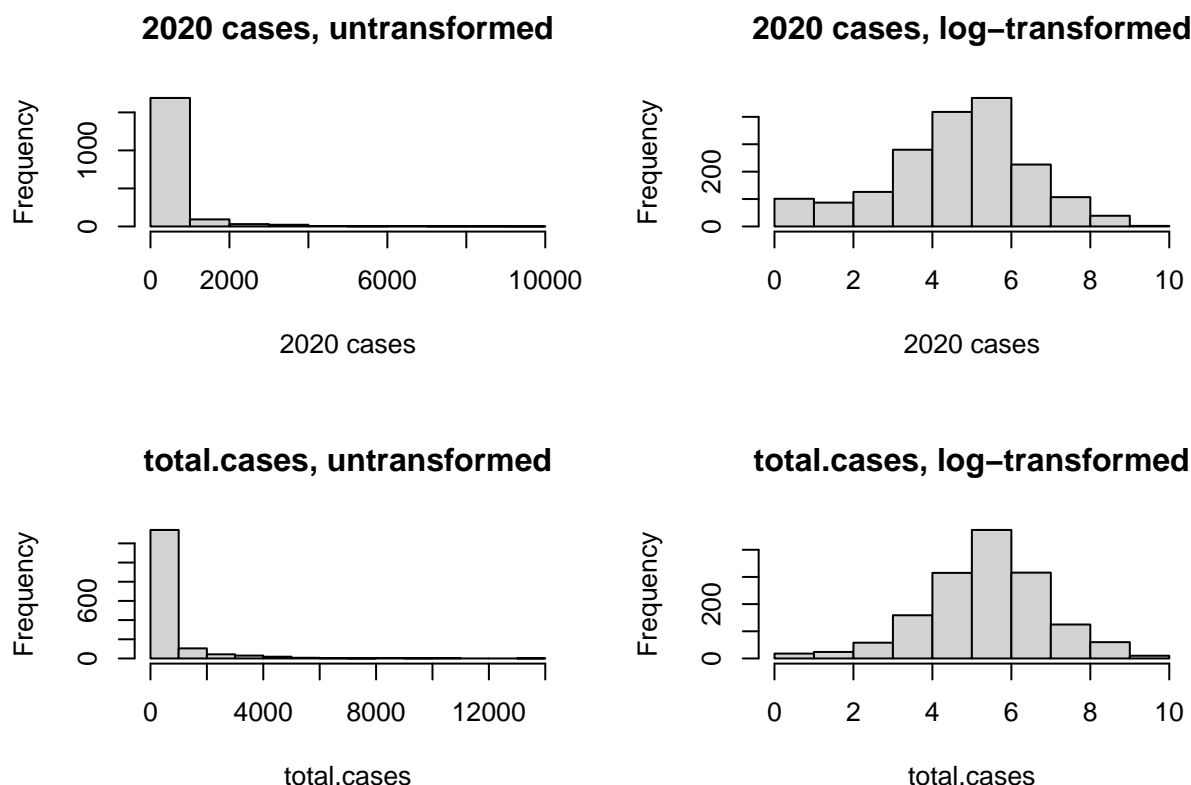 2020 cases, untransformed
Frequency
0 1000
0 2000 6000 10000
2020 cases
2020 cases, log−transformed
Frequency
0 200
0 2 4 6 8 10
2020 cases
total.cases, untransformed
Frequency
0 600
0 4000 8000 12000
total.cases
total.cases, log−transformed
Frequency
0 200
0 2 4 6 8 10
total.cases